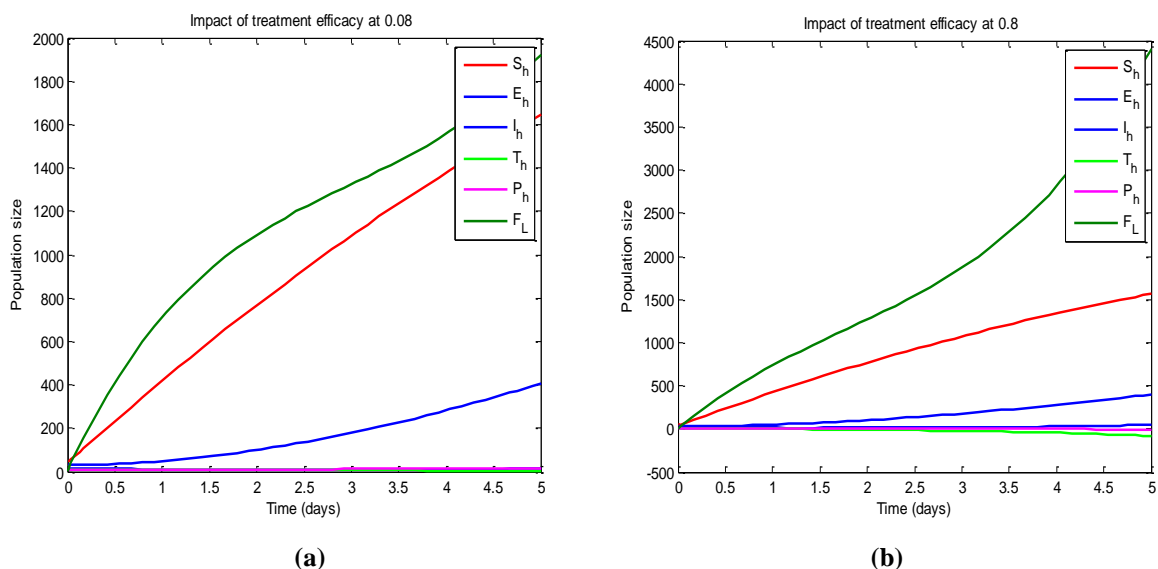 Impact of treatment efficacy at 0.08
2000
1800
1600
1400
1200
1000
800
600
400
200
0
Population size
0 0.5 1 1.5 2 2.5 3 3.5 4 4.5 5
Time (days)
S_h
E_h
I_h
T_h
P_h
F_L
(a)
Impact of treatment efficacy at 0.8
4500
4000
3500
3000
2500
2000
1500
1000
500
0
-500
Population size
0 0.5 1 1.5 2 2.5 3 3.5 4 4.5 5
Time (days)
S_h
E_h
I_h
T_h
P_h
F_L
(b)